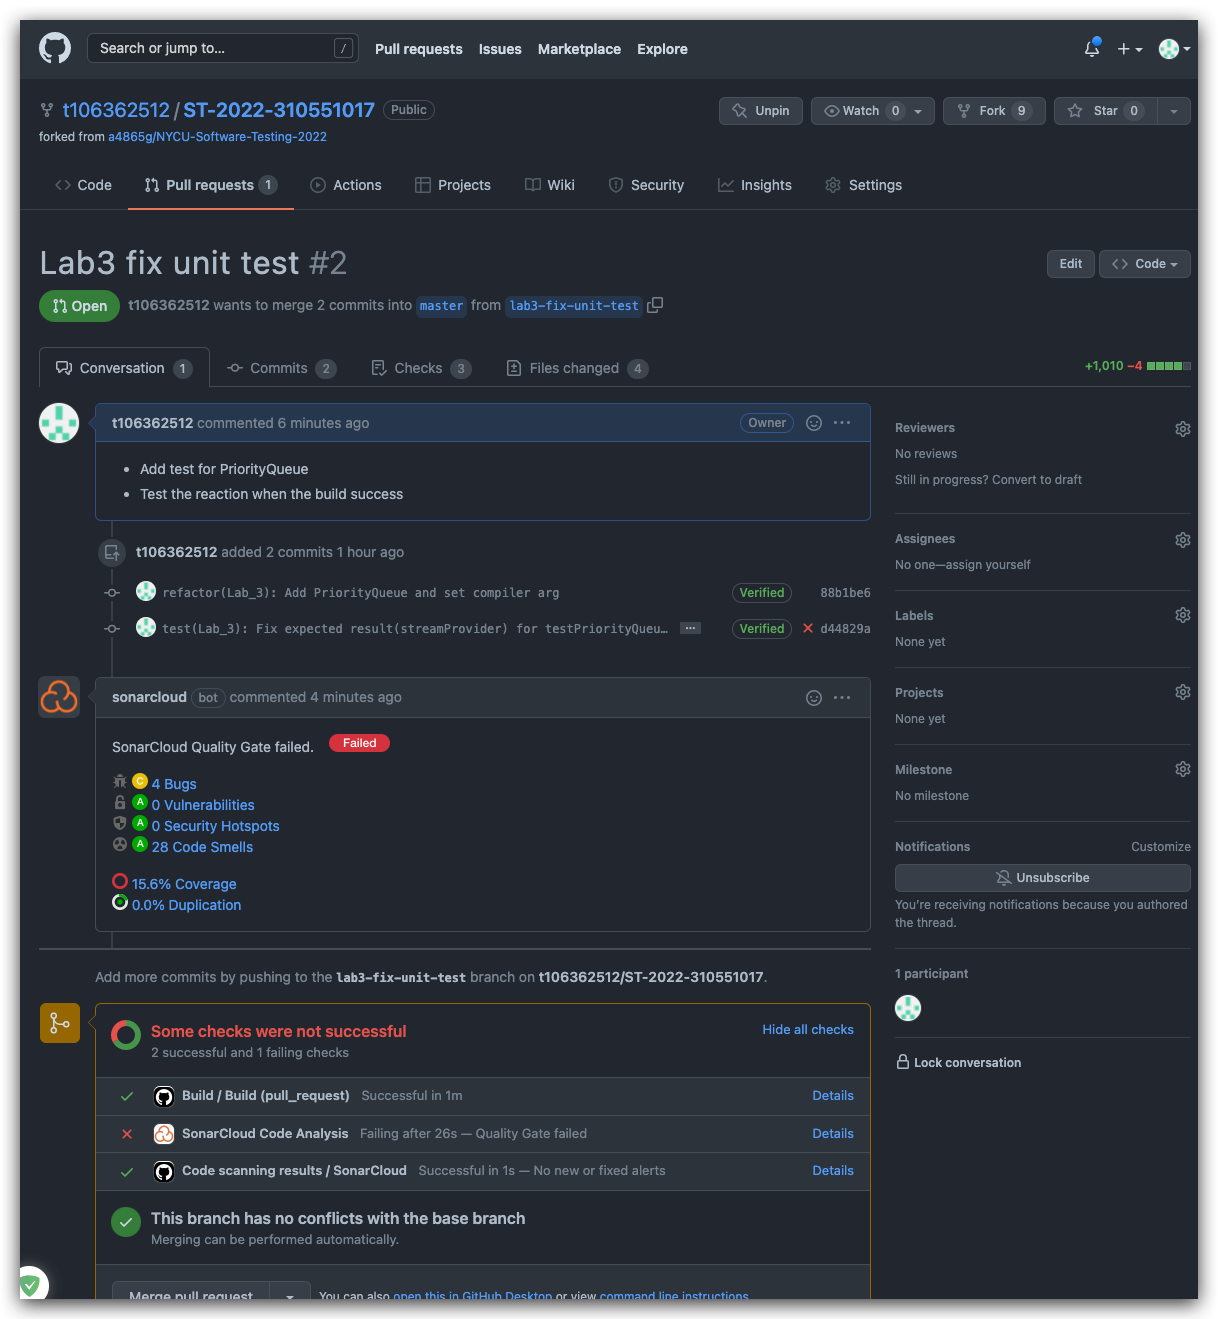 Search or jump to... / Pull requests Issues Marketplace Explore
t106362512 / ST-2022-310551017 Public Unpin Watch 0 Fork 9 Star 0
forked from a4865g/NYCU-Software-Testing-2022
Code Pull requests 1 Actions Projects Wiki Security Insights Settings
Lab3 fix unit test #2 Edit Code
Open t106362512 wants to merge 2 commits into master from lab3-fix-unit-test
Conversation 1 Commits 2 Checks 3 Files changed 4 +1,010 −4
t106362512 commented 6 minutes ago Owner
Add test for PriorityQueue
Test the reaction when the build success
t106362512 added 2 commits 1 hour ago
refactor(Lab_3): Add PriorityQueue and set compiler arg Verified 88b1be6
test(Lab_3): Fix expected result(streamProvider) for testPriorityQueu… … Verified d44829a
sonarcloud bot commented 4 minutes ago
SonarCloud Quality Gate failed. Failed
C 4 Bugs
A 0 Vulnerabilities
A 0 Security Hotspots
A 28 Code Smells
15.6% Coverage
0.0% Duplication
Add more commits by pushing to the lab3-fix-unit-test branch on t106362512/ST-2022-310551017.
Some checks were not successful Hide all checks
2 successful and 1 failing checks
Build / Build (pull_request) Successful in 1m Details
SonarCloud Code Analysis Failing after 26s — Quality Gate failed Details
Code scanning results / SonarCloud Successful in 1s — No new or fixed alerts Details
This branch has no conflicts with the base branch
Merging can be performed automatically.
Merge pull request You can also open this in GitHub Desktop or view command line instructions.
Reviewers
No reviews
Still in progress? Convert to draft
Assignees
No one—assign yourself
Labels
None yet
Projects
None yet
Milestone
No milestone
Notifications Customize
Unsubscribe
You're receiving notifications because you authored
the thread.
1 participant
Lock conversation